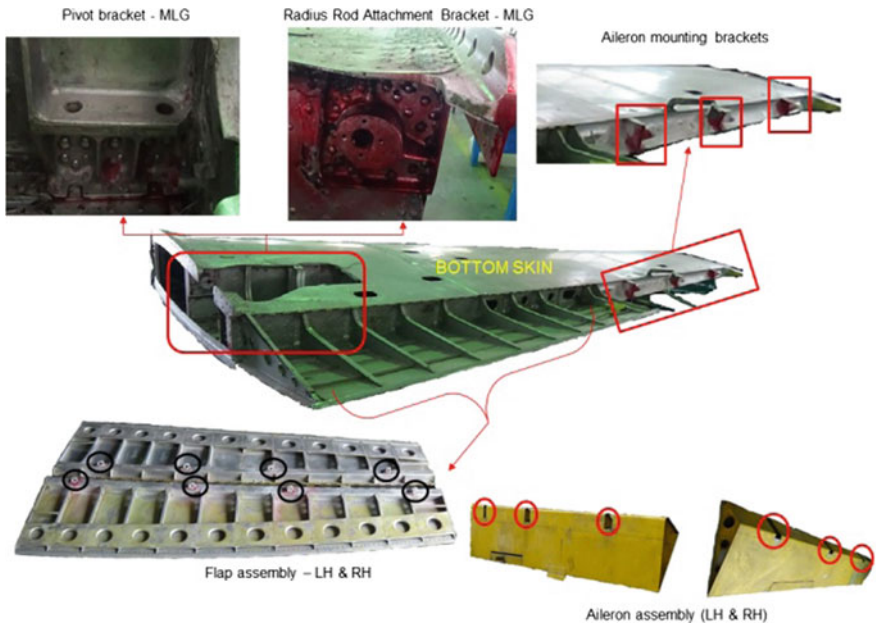 Pivot bracket - MLG
Radius Rod Attachment Bracket - MLG
Aileron mounting brackets
BOTTOM SKIN
Flap assembly – LH & RH
Aileron assembly (LH & RH)